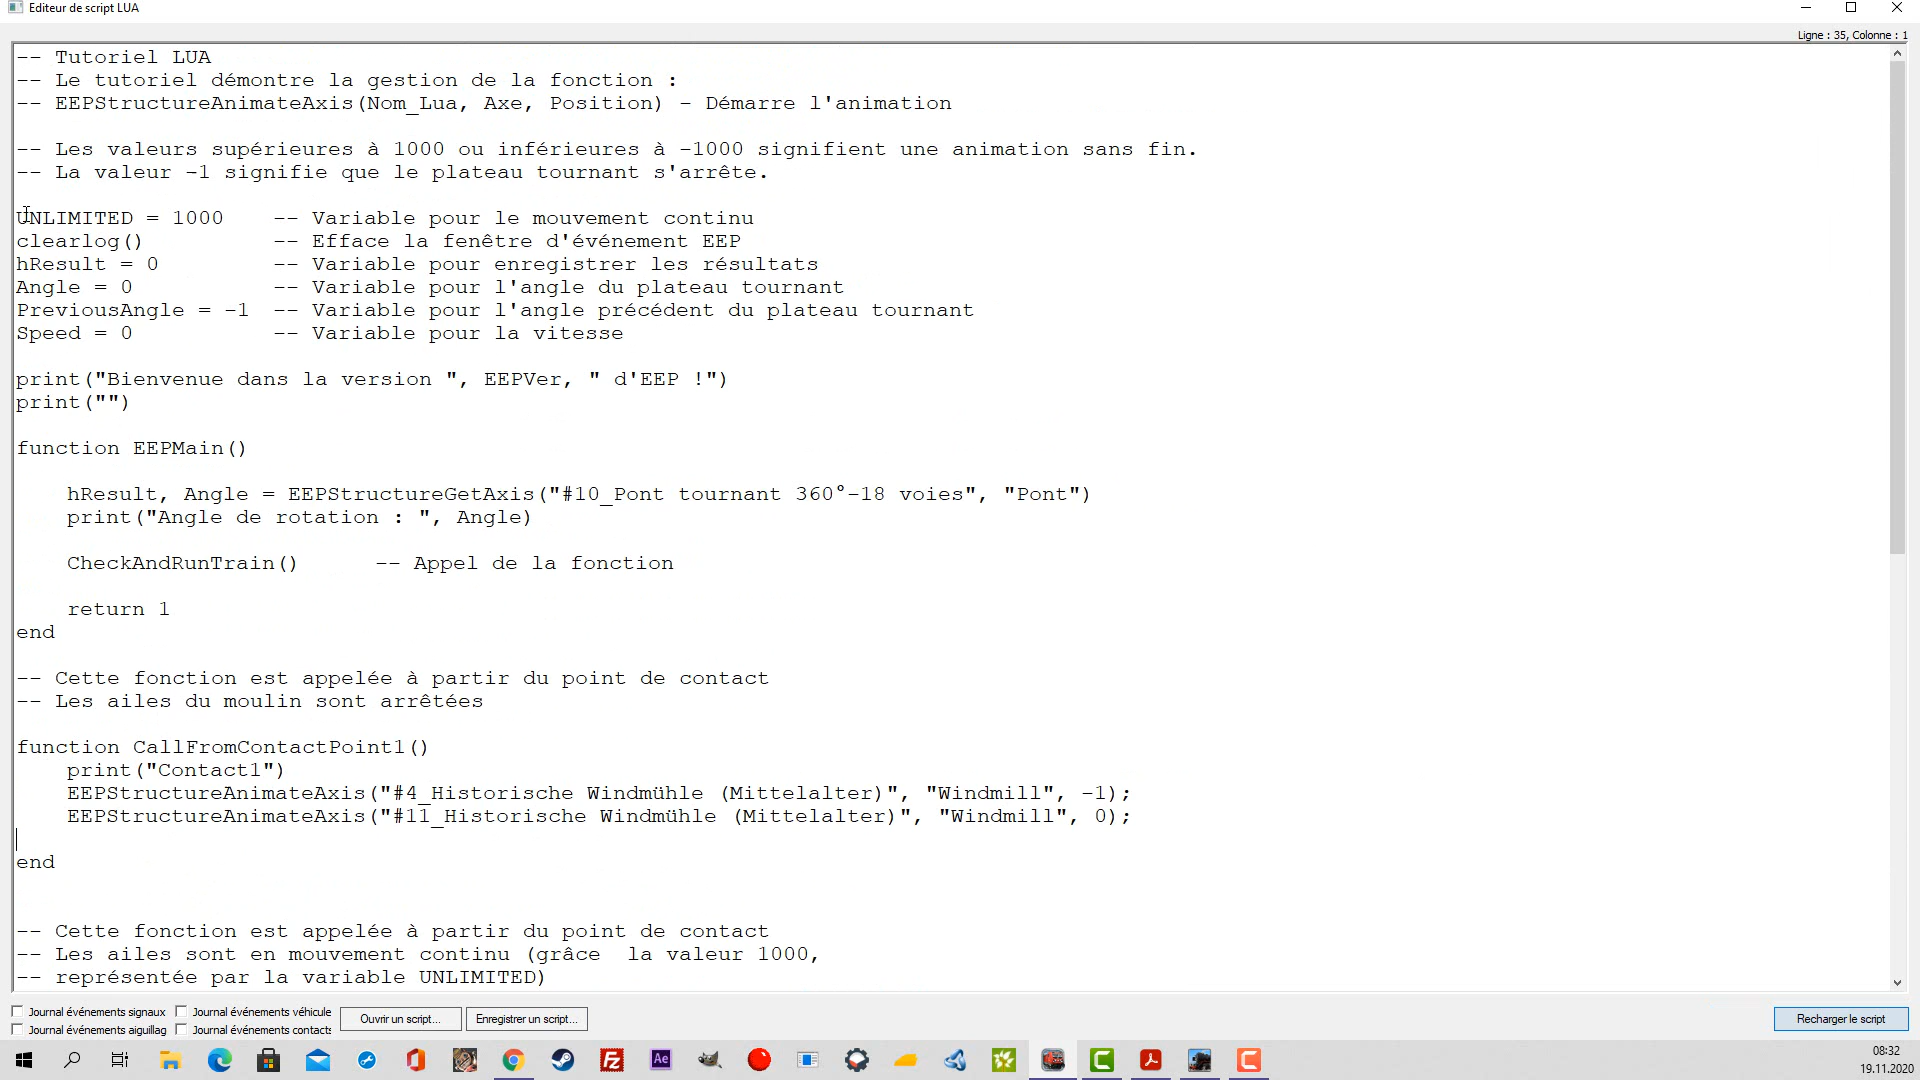 Editeur de script LUA
Ligne : 35, Colonne : 1
-- Tutoriel LUA
-- Le tutoriel démontre la gestion de la fonction :
-- EEPStructureAnimateAxis(Nom_Lua, Axe, Position) - Démarre l'animation
-- Les valeurs supérieures à 1000 ou inférieures à -1000 signifient une animation sans fin.
-- La valeur -1 signifie que le plateau tournant s'arrête.
UNLIMITED = 1000    -- Variable pour le mouvement continu
clearlog()          -- Efface la fenêtre d'événement EEP
hResult = 0         -- Variable pour enregistrer les résultats
Angle = 0           -- Variable pour l'angle du plateau tournant
PreviousAngle = -1  -- Variable pour l'angle précédent du plateau tournant
Speed = 0           -- Variable pour la vitesse
print("Bienvenue dans la version ", EEPVer, " d'EEP !")
print("")
function EEPMain()
    hResult, Angle = EEPStructureGetAxis("#10_Pont tournant 360°-18 voies", "Pont")
    print("Angle de rotation : ", Angle)
    CheckAndRunTrain()      -- Appel de la fonction
    return 1
end
-- Cette fonction est appelée à partir du point de contact
-- Les ailes du moulin sont arrêtées
function CallFromContactPoint1()
    print("Contact1")
    EEPStructureAnimateAxis("#4_Historische Windmühle (Mittelalter)", "Windmill", -1);
    EEPStructureAnimateAxis("#11_Historische Windmühle (Mittelalter)", "Windmill", 0);
end
-- Cette fonction est appelée à partir du point de contact
-- Les ailes sont en mouvement continu (grâce  la valeur 1000,
-- représentée par la variable UNLIMITED)
Journal événements signaux
Journal événements véhicule
Journal événements aiguillag
Journal événements contacts
Ouvrir un script...
Enregistrer un script...
Recharger le script
08:32
19.11.2020